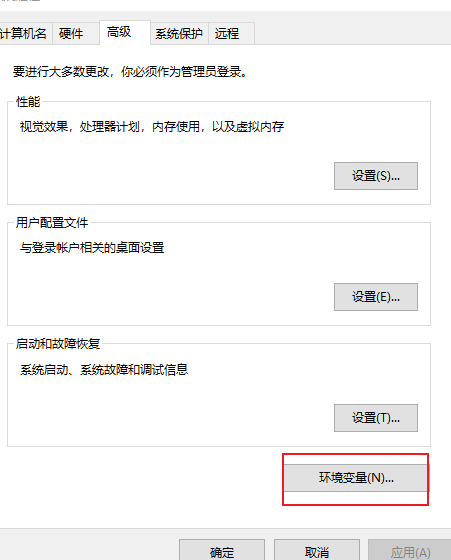 计算机名 硬件 高级 系统保护 远程
要进行大多数更改，你必须作为管理员登录。
性能
视觉效果，处理器计划，内存使用，以及虚拟内存
设置(S)...
用户配置文件
与登录帐户相关的桌面设置
设置(E)...
启动和故障恢复
系统启动、系统故障和调试信息
设置(T)...
环境变量(N)...
确定 取消 应用(A)